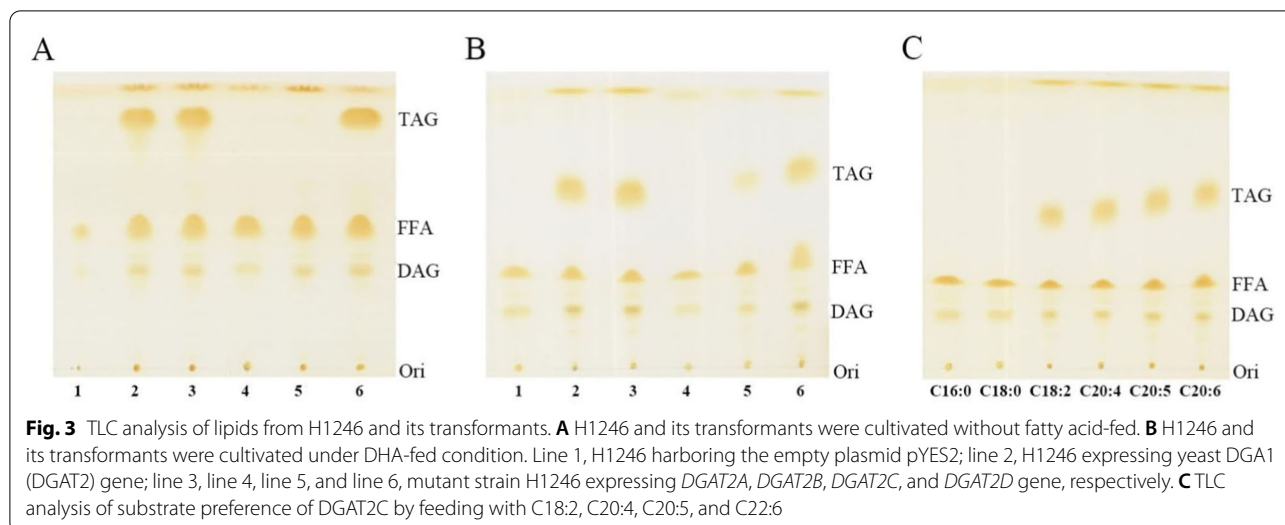 A
TAG
FFA
DAG
Ori
1 2 3 4 5 6
B
TAG
FFA
DAG
Ori
1 2 3 4 5 6
C
TAG
FFA
DAG
Ori
C16:0 C18:0 C18:2 C20:4 C20:5 C20:6
Fig. 3 TLC analysis of lipids from H1246 and its transformants. A H1246 and its transformants were cultivated without fatty acid-fed. B H1246 and
its transformants were cultivated under DHA-fed condition. Line 1, H1246 harboring the empty plasmid pYES2; line 2, H1246 expressing yeast DGA1
(DGAT2) gene; line 3, line 4, line 5, and line 6, mutant strain H1246 expressing DGAT2A, DGAT2B, DGAT2C, and DGAT2D gene, respectively. C TLC
analysis of substrate preference of DGAT2C by feeding with C18:2, C20:4, C20:5, and C22:6